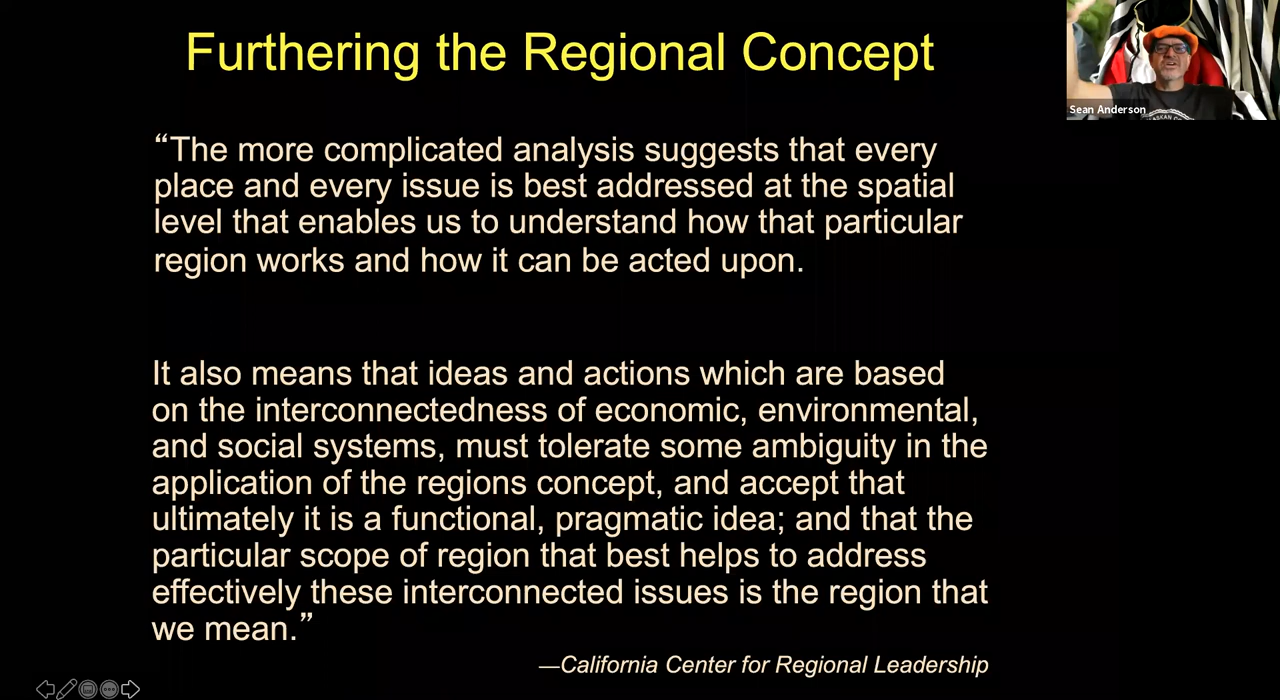 Furthering the Regional Concept
Sean Anderson
“The more complicated analysis suggests that every
place and every issue is best addressed at the spatial
level that enables us to understand how that particular
region works and how it can be acted upon.
It also means that ideas and actions which are based
on the interconnectedness of economic, environmental,
and social systems, must tolerate some ambiguity in the
application of the regions concept, and accept that
ultimately it is a functional, pragmatic idea; and that the
particular scope of region that best helps to address
effectively these interconnected issues is the region that
we mean.”
—California Center for Regional Leadership